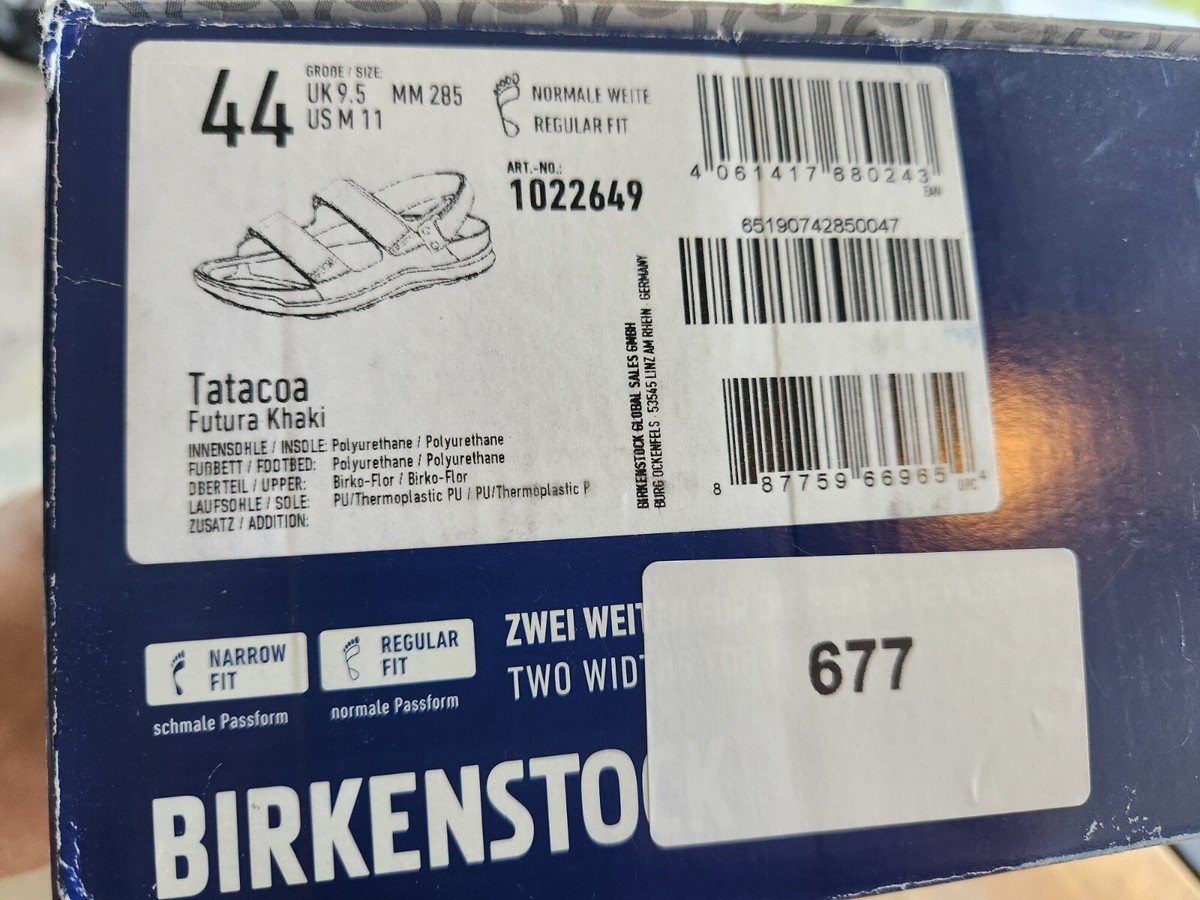 44
GRÖßE / SIZE:
UK 9.5 MM 285
US M 11
NORMALE WEITE
REGULAR FIT
ART.-NO.:
1022649
4 061417 880243
EAN
65190742850047
BIRKENSTOCK GLOBAL SALES GMBH
BURG OCKENFELS · 53545 LINZ AM RHEIN · GERMANY
Tatacoa
Futura Khaki
INNENSOHLE / INSOLE: Polyurethane / Polyurethane
FUßBETT / FOOTBED: Polyurethane / Polyurethane
OBERTEIL / UPPER: Birko-Flor / Birko-Flor
LAUFSOHLE / SOLE: PU/Thermoplastic PU / PU/Thermoplastic P
ZUSATZ / ADDITION:
8 87759 66965 4
UPC
NARROW
FIT
schmale Passform
REGULAR
FIT
normale Passform
ZWEI WEIT
TWO WIDT
677
BIRKENSTOCK